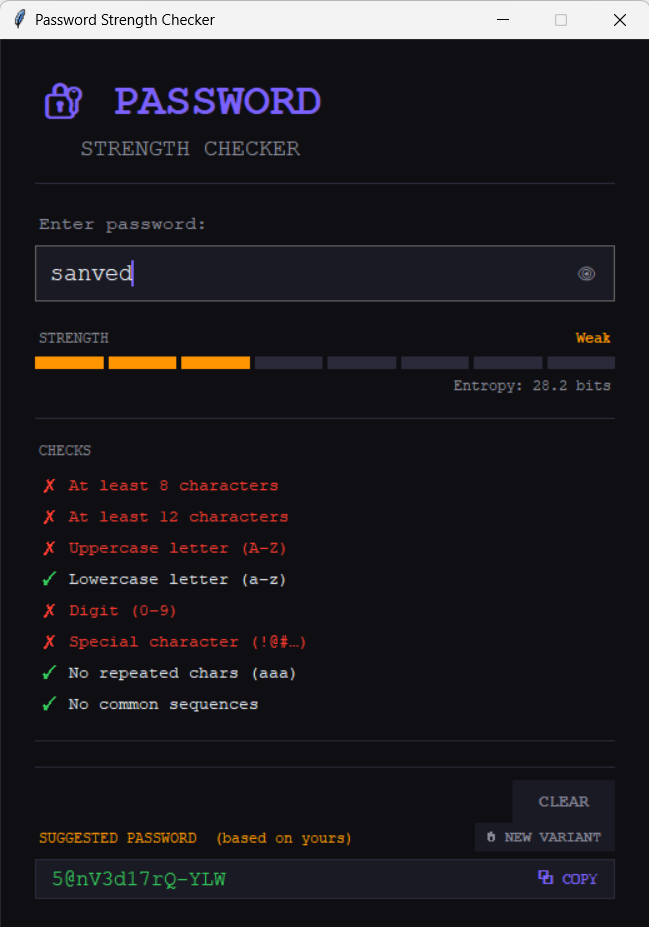 Password Strength Checker
PASSWORD
STRENGTH CHECKER
Enter password:
sanved
STRENGTH Weak
Entropy: 28.2 bits
CHECKS
✗ At least 8 characters
✗ At least 12 characters
✗ Uppercase letter (A-Z)
✓ Lowercase letter (a-z)
✗ Digit (0-9)
✗ Special character (!@#…)
✓ No repeated chars (aaa)
✓ No common sequences
CLEAR
SUGGESTED PASSWORD (based on yours) NEW VARIANT
5@nV3d17rQ-YLW COPY